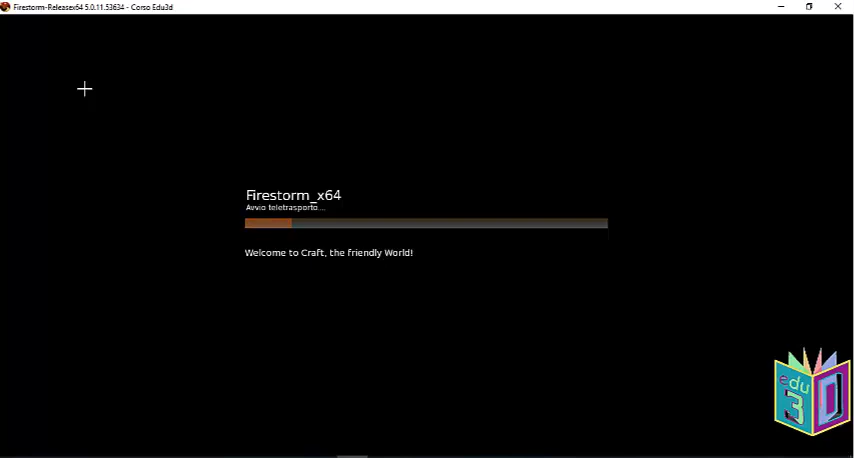 Firestorm-Releasex64 5.0.11.53634 - Corso Edu3d
Firestorm_x64
Avvio teletrasporto....
Welcome to Craft, the friendly World!
edu
3D